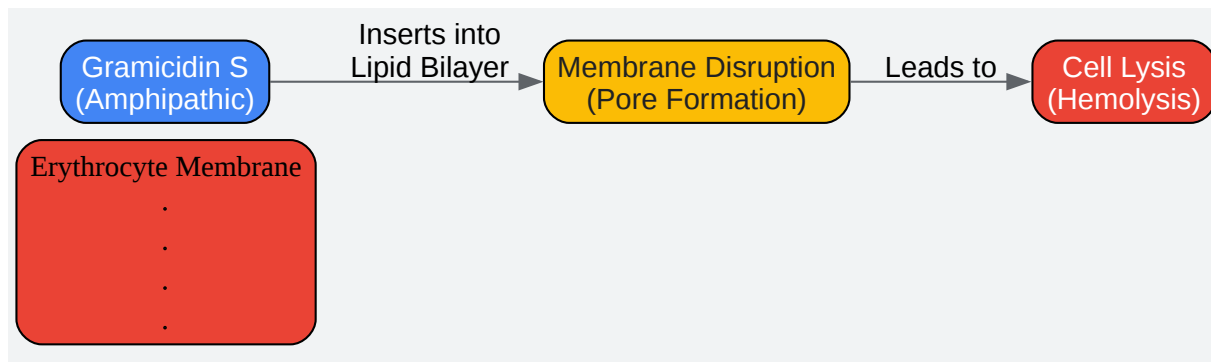 Gramicidin S
(Amphipathic)
Inserts into
Lipid Bilayer
Membrane Disruption
(Pore Formation)
Leads to
Cell Lysis
(Hemolysis)
Erythrocyte Membrane
.
.
.
.